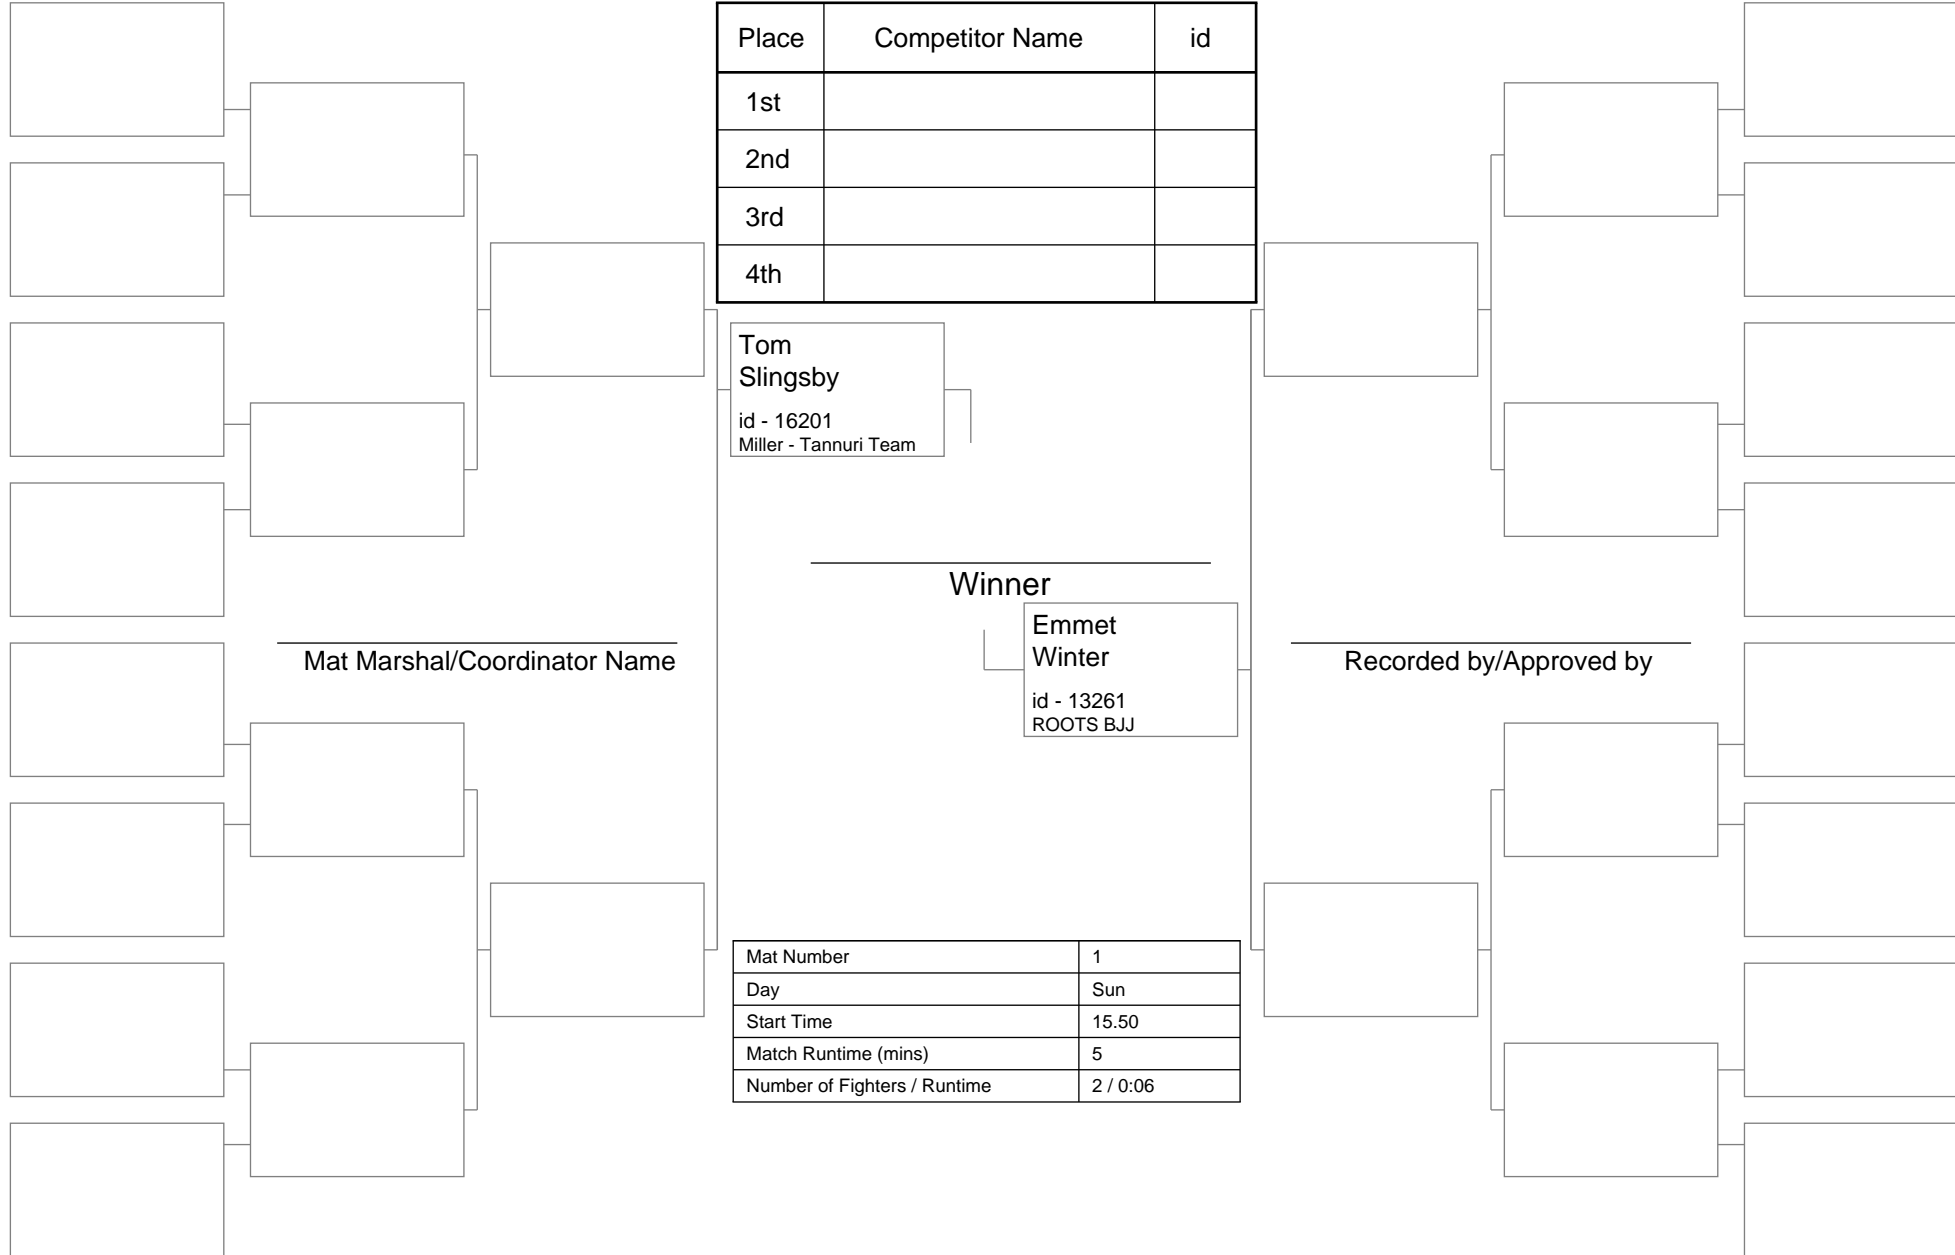 Place Competitor Name id
1st
2nd
3rd
4th
Tom
Slingsby
id - 16201
Miller - Tannuri Team
Winner
Emmet
Winter
id - 13261
ROOTS BJJ
Mat Marshal/Coordinator Name
Recorded by/Approved by
Mat Number 1
Day Sun
Start Time 15.50
Match Runtime (mins) 5
Number of Fighters / Runtime 2 / 0:06